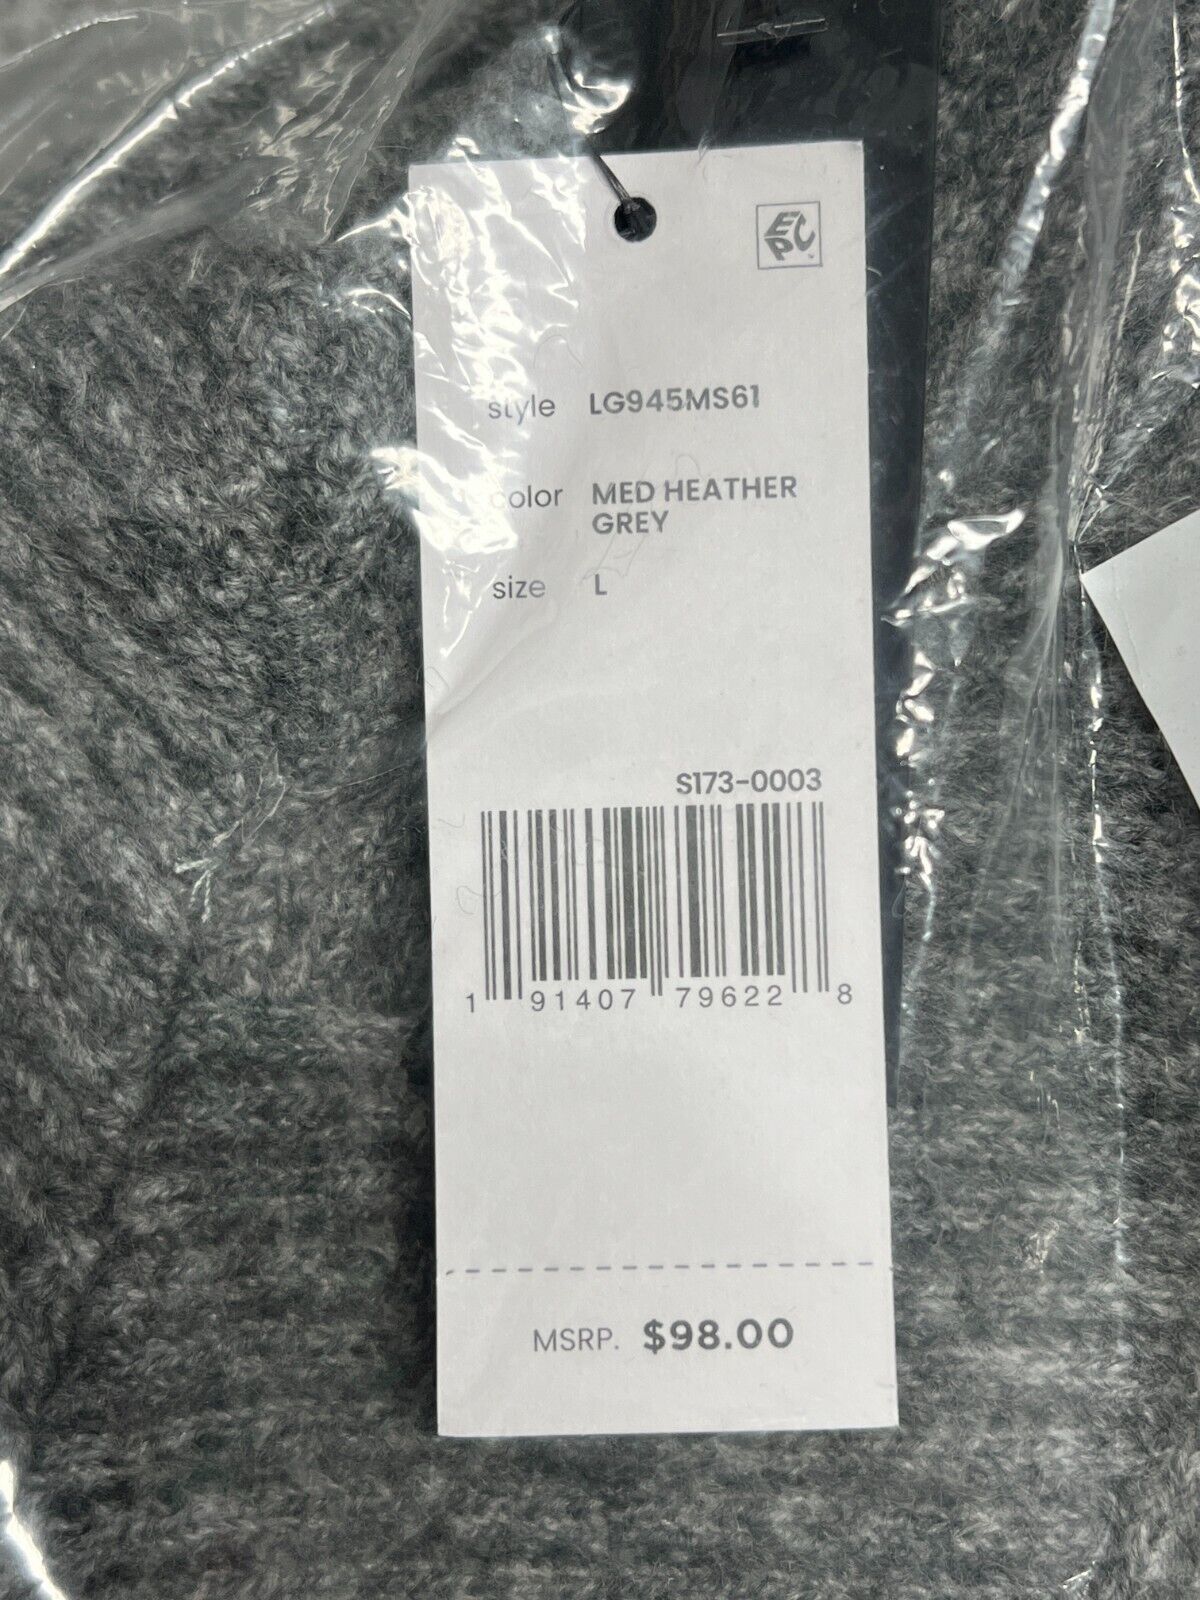 EPC
style LG945MS61
color MED HEATHER
GREY
size L
S173-0003
1 91407 79622 8
MSRP. $98.00